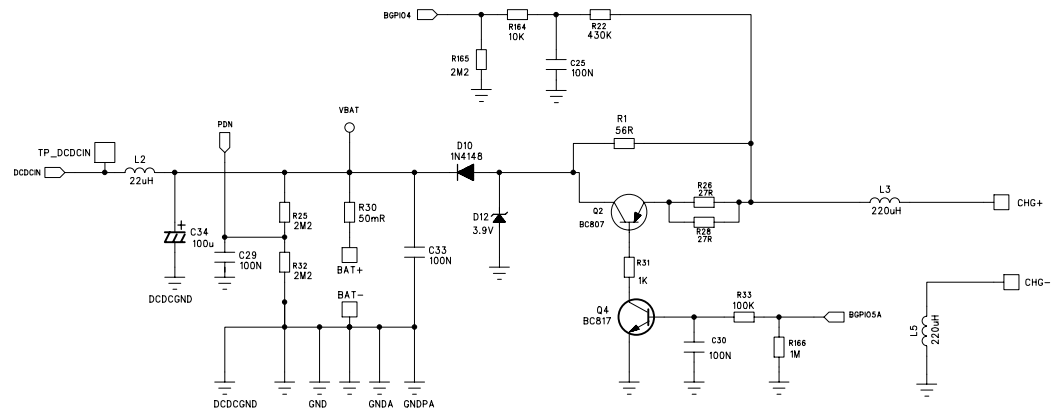 BGPIO4
R164
10K
R22
430K
R165
2M2
C25
100N
VBAT
PDN
R1
56R
TP_DCDCIN
D10
1N4148
DCDCIN
L2
22uH
R26
27R
L3
220uH
CHG+
Q2
BC807
R28
27R
R25
2M2
R30
50mR
D12
3.9V
C34
100u
C29
100N
C33
100N
R32
2M2
BAT+
R31
1K
CHG-
DCDCGND
BAT-
R33
100K
Q4
BC817
BGPIO5A
L5
220uH
C30
100N
R166
1M
DCDCGND
GND
GNDA
GNDPA